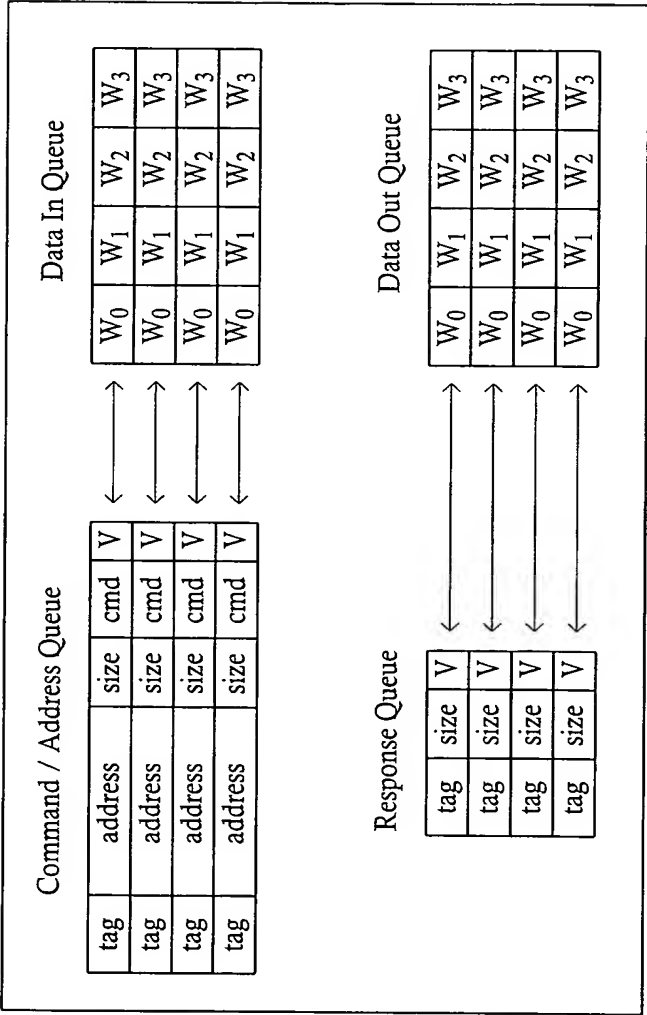 Command / Address Queue
tag address size cmd V
tag address size cmd V
tag address size cmd V
tag address size cmd V
Data In Queue
W0 W1 W2 W3
W0 W1 W2 W3
W0 W1 W2 W3
W0 W1 W2 W3
Response Queue
tag size V
tag size V
tag size V
tag size V
Data Out Queue
W0 W1 W2 W3
W0 W1 W2 W3
W0 W1 W2 W3
W0 W1 W2 W3